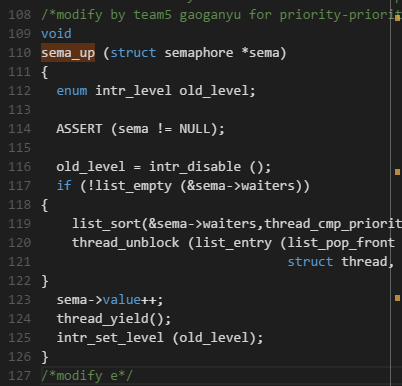 108 /*modify by team5 gaoganyu for priority-priorit
109 void
110 sema_up (struct semaphore *sema)
111 {
112   enum intr_level old_level;
113
114   ASSERT (sema != NULL);
115
116   old_level = intr_disable ();
117   if (!list_empty (&sema->waiters))
118 {
119     list_sort(&sema->waiters,thread_cmp_priorit
120     thread_unblock (list_entry (list_pop_front
121                                struct thread,
122 }
123   sema->value++;
124   thread_yield();
125   intr_set_level (old_level);
126 }
127 /*modify e*/